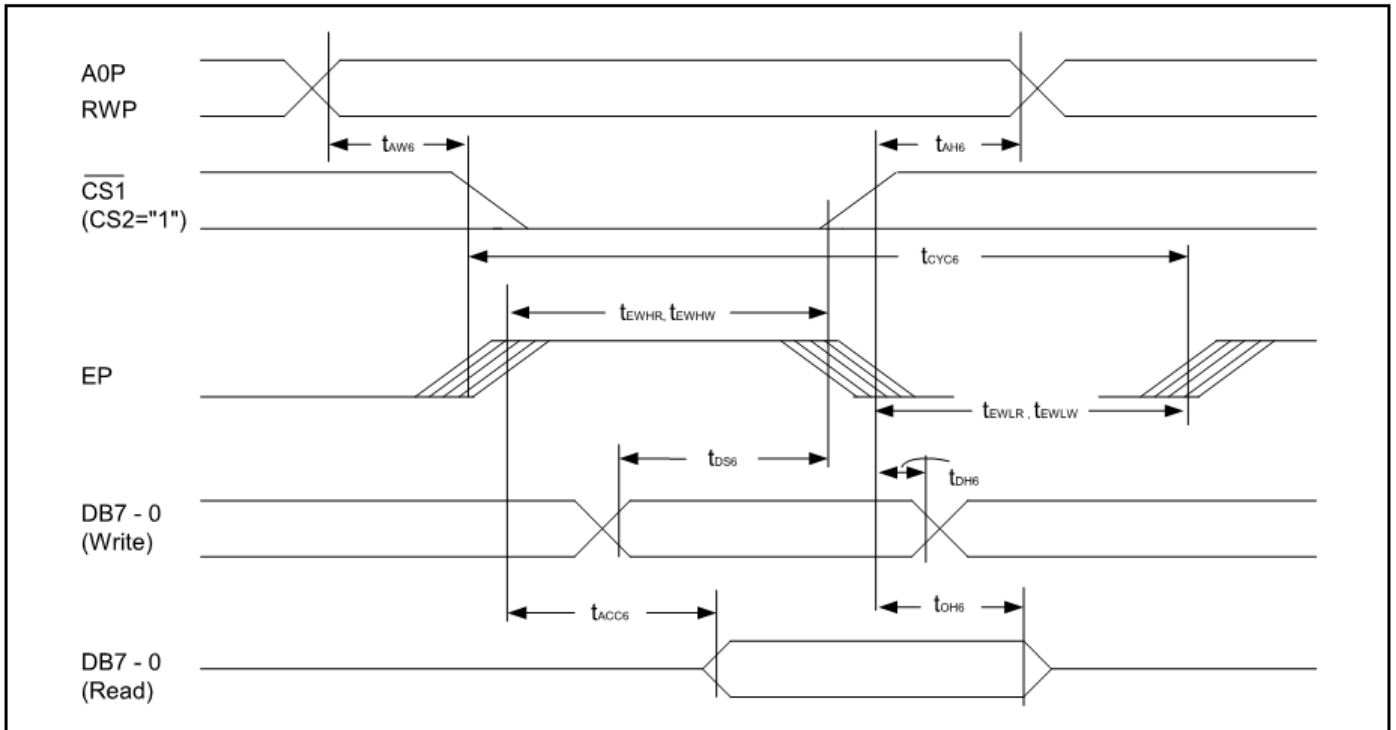 A0P
RWP
tAW6
tAH6
CS1
(CS2="1")
tCYC6
tEWHR, tEWHW
EP
tEWLR , tEWLW
tDS6
tDH6
DB7 - 0
(Write)
tACC6
tOH6
DB7 - 0
(Read)